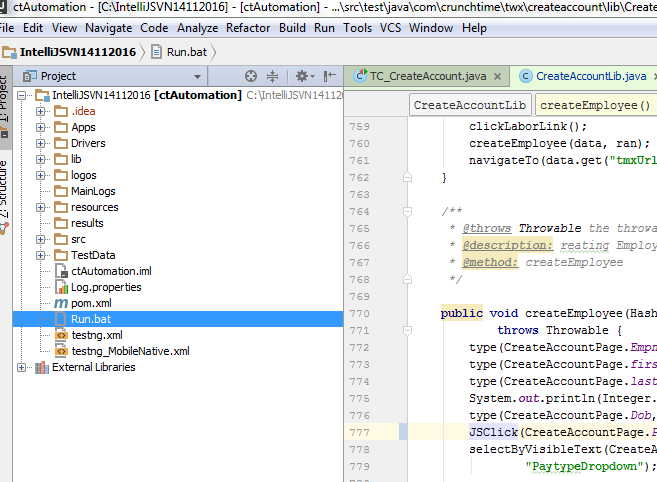 ctAutomation - [C:\IntelliJSVN14112016] - [ctAutomation] - ...\src\test\java\com\crunchtime\twx\createaccount\lib\Create
File Edit View Navigate Code Analyze Refactor Build Run Tools VCS Window Help
IntelliJSVN14112016 Run.bat
1: Project
Z: Structure
Project
IntelliJSVN14112016 [ctAutomation] C:\IntelliJSVN14112
.idea
Apps
Drivers
lib
logos
MainLogs
resources
results
src
TestData
ctAutomation.iml
Log.properties
pom.xml
Run.bat
testng.xml
testng_MobileNative.xml
External Libraries
TC_CreateAccount.java CreateAccountLib.java
CreateAccountLib createEmployee()
759 clickLaborLink();
760 createEmployee(data, ran);
761 navigateTo(data.get("tmxUrl
762 }
763
764 /**
765 * @throws Throwable the throwa
766 * @description: reating Employ
767 * @method: createEmployee
768 */
769
770 public void createEmployee(Hash
771 throws Throwable {
772 type(CreateAccountPage.Empn
773 type(CreateAccountPage.firs
774 type(CreateAccountPage.last
775 System.out.println(Integer.
776 type(CreateAccountPage.Dob,
777 JSClick(CreateAccountPage.P
778 selectByVisibleText(CreateA
779 "PaytypeDropdown");